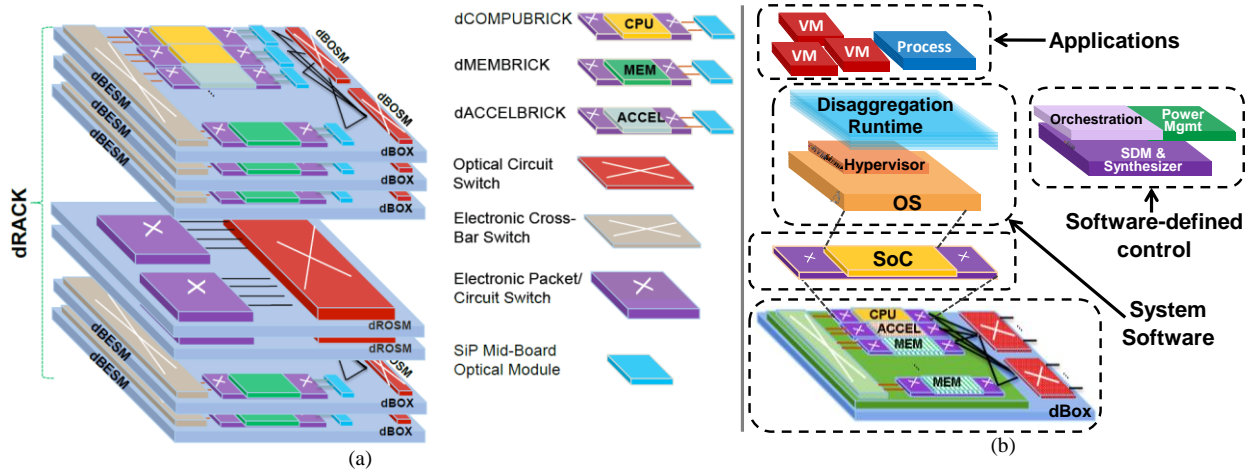 dRACK
dBESM
dBESM
dBESM
dBOSM
dBOSM
dBOX
dBOX
dBOX
dROSM
dROSM
dBESM
dBESM
dBOSM
dBOX
dBOX
(a)
dCOMPUBRICK
CPU
dMEMBRICK
MEM
dACCELBRICK
ACCEL
Optical Circuit
Switch
Electronic Cross-
Bar Switch
Electronic Packet/
Circuit Switch
SiP Mid-Board
Optical Module
VM
VM
VM
Process
Applications
Disaggregation
Runtime
Hypervisor
OS
Orchestration
Power
Mgmt
SDM &
Synthesizer
Software-defined
control
SoC
System
Software
CPU
ACCEL
MEM
...
MEM
dBox
(b)